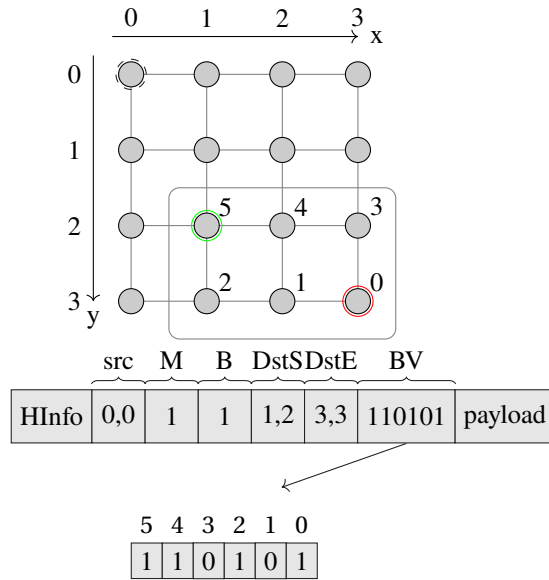 0 1 2 3
x
0
1
2 5 4 3
3 2 1 0
y
src M B DstS DstE BV
HInfo 0,0 1 1 1,2 3,3 110101 payload
5 4 3 2 1 0
1 1 0 1 0 1